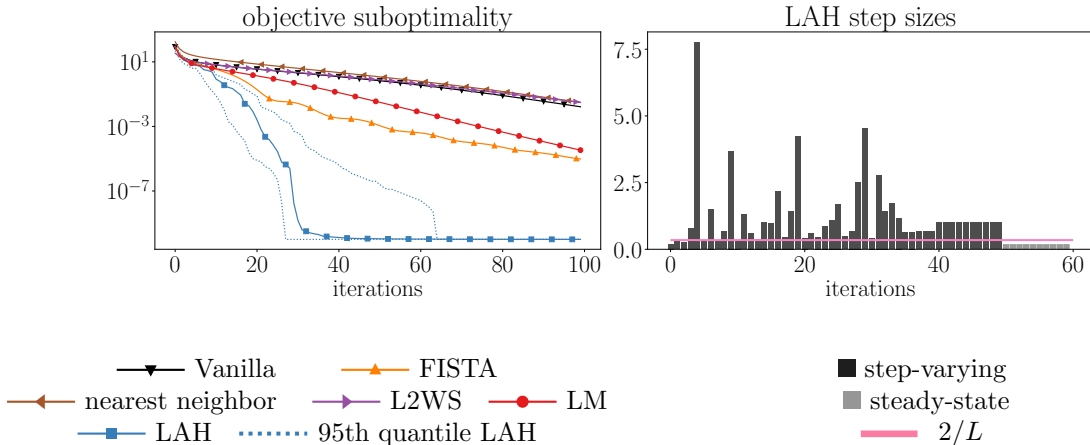 objective suboptimality
LAH step sizes
10¹
10⁻³
10⁻⁷
0
20
40
60
80
100
iterations
7.5
5.0
2.5
0.0
0
20
40
60
iterations
Vanilla
FISTA
nearest neighbor
L2WS
LM
LAH
95th quantile LAH
step-varying
steady-state
2/L